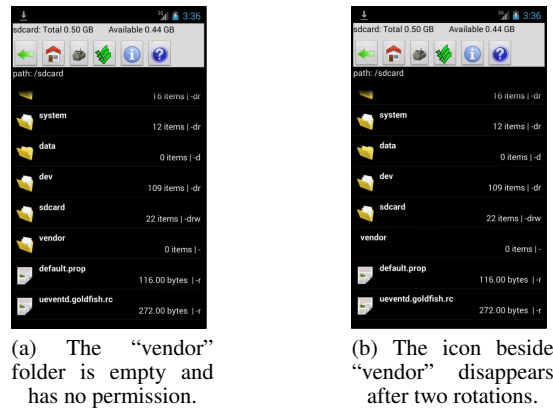 3G 3:36
sdcard: Total 0.50 GB Available 0.44 GB
path: /sdcard
16 items | -dr
system
12 items | -dr
data
0 items | -d
dev
109 items | -dr
sdcard
22 items | -drw
vendor
0 items | -
default.prop
116.00 bytes | -r
ueventd.goldfish.rc
272.00 bytes | -r
(a) The “vendor”
folder is empty and
has no permission.
3G 3:36
sdcard: Total 0.50 GB Available 0.44 GB
path: /sdcard
16 items | -dr
system
12 items | -dr
data
0 items | -d
dev
109 items | -dr
sdcard
22 items | -drw
vendor
0 items | -
default.prop
116.00 bytes | -r
ueventd.goldfish.rc
272.00 bytes | -r
(b) The icon beside
“vendor” disappears
after two rotations.